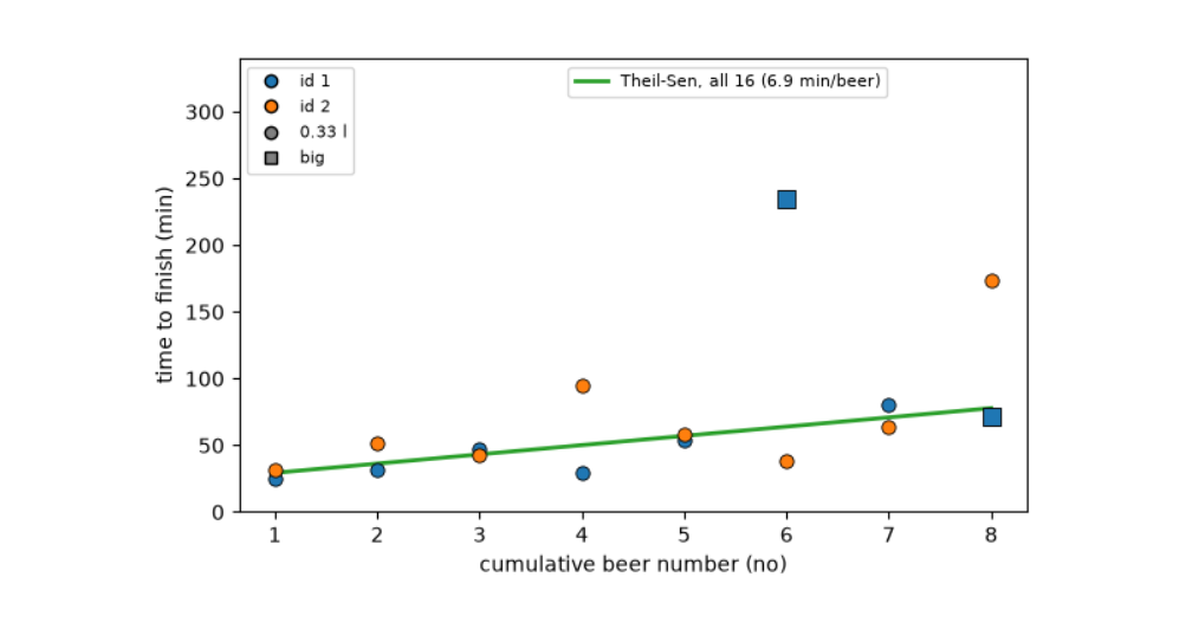 id 1
id 2
0.33 l
big
Theil-Sen, all 16 (6.9 min/beer)
300
250
200
150
100
50
0
time to finish (min)
1 2 3 4 5 6 7 8
cumulative beer number (no)